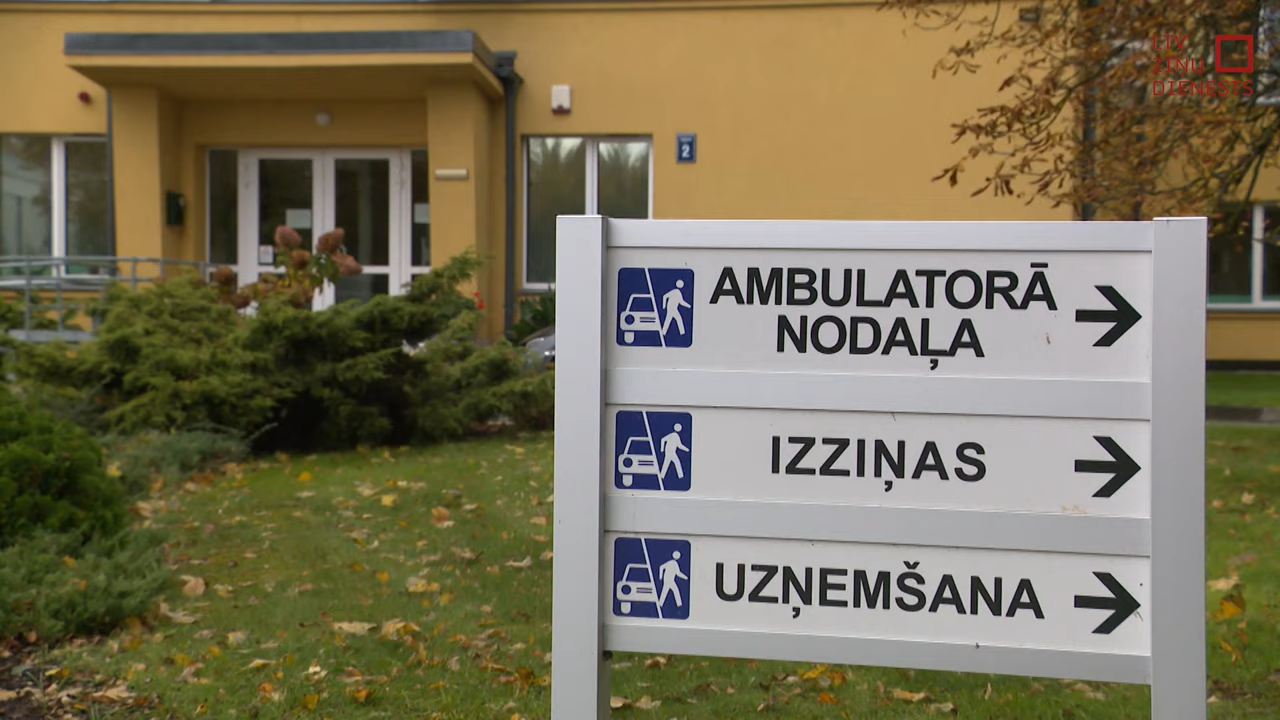 LTV
ZIŅU
DIENESTS
2
AMBULATORĀ
NODAĻA
IZZIŅAS
UZŅEMŠANA